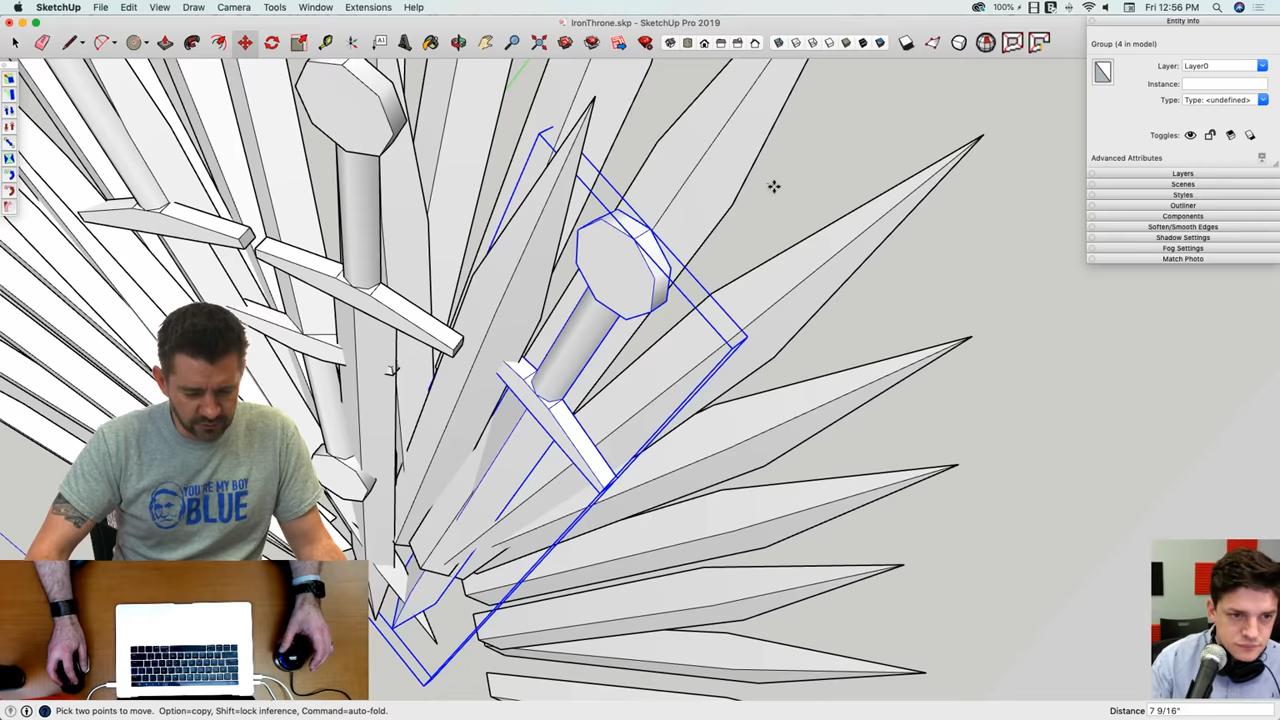 SketchUp File Edit View Draw Camera Tools Window Extensions Help 100% Fri 12:56 PM
IronThrone.skp - SketchUp Pro 2019
Entity Info
Group (4 in model)
Layer: Layer0
Instance:
Type: Type: <undefined>
Toggles:
Advanced Attributes
Layers
Scenes
Styles
Outliner
Components
Soften/Smooth Edges
Shadow Settings
Fog Settings
Match Photo
YOU'RE MY BOY
BLUE
Pick two points to move. Option=copy, Shift=lock inference, Command=auto-fold.
Distance 7 9/16"